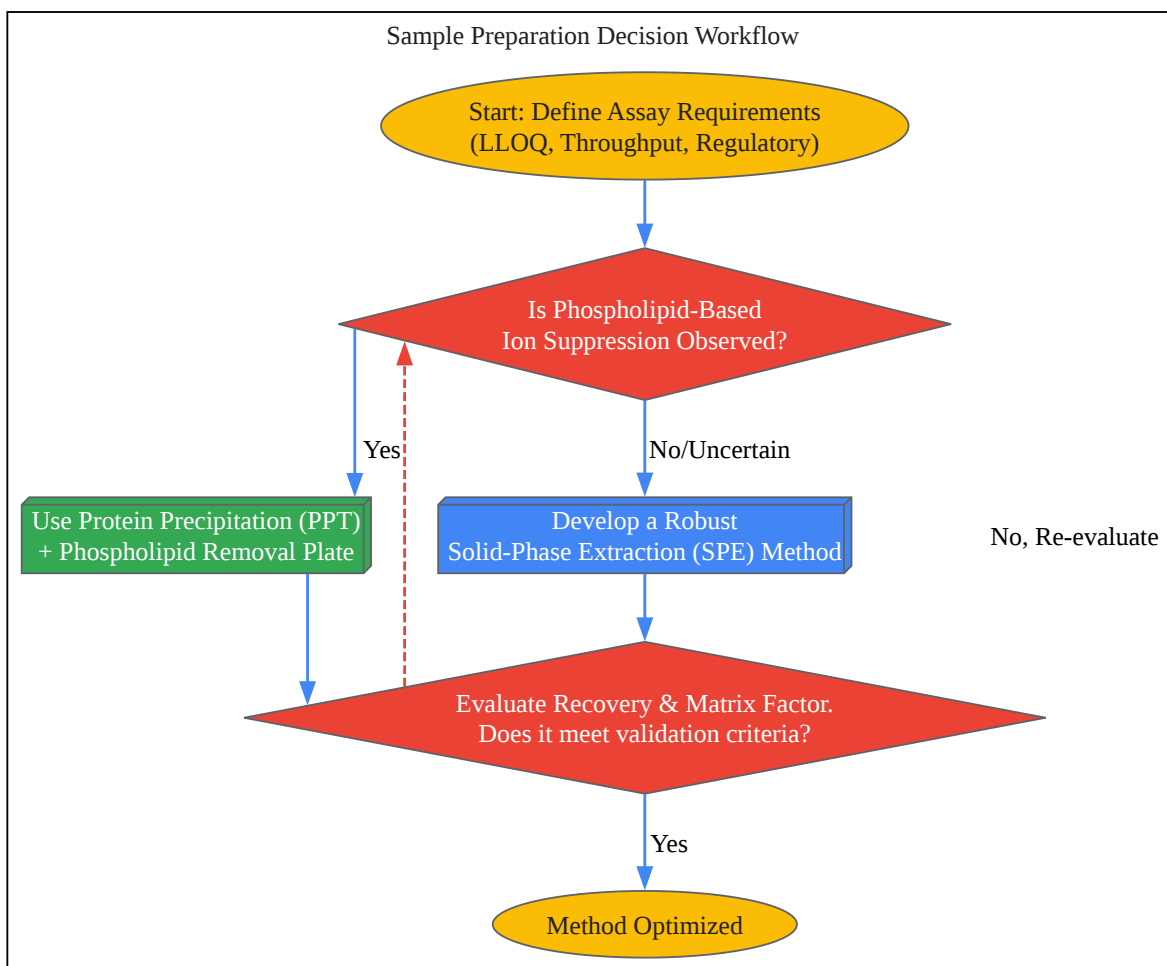 Sample Preparation Decision Workflow
Start: Define Assay Requirements
(LLOQ, Throughput, Regulatory)
Is Phospholipid-Based
Ion Suppression Observed?
Yes
No/Uncertain
Use Protein Precipitation (PPT)
+ Phospholipid Removal Plate
Develop a Robust
Solid-Phase Extraction (SPE) Method
No, Re-evaluate
Evaluate Recovery & Matrix Factor.
Does it meet validation criteria?
Yes
Method Optimized